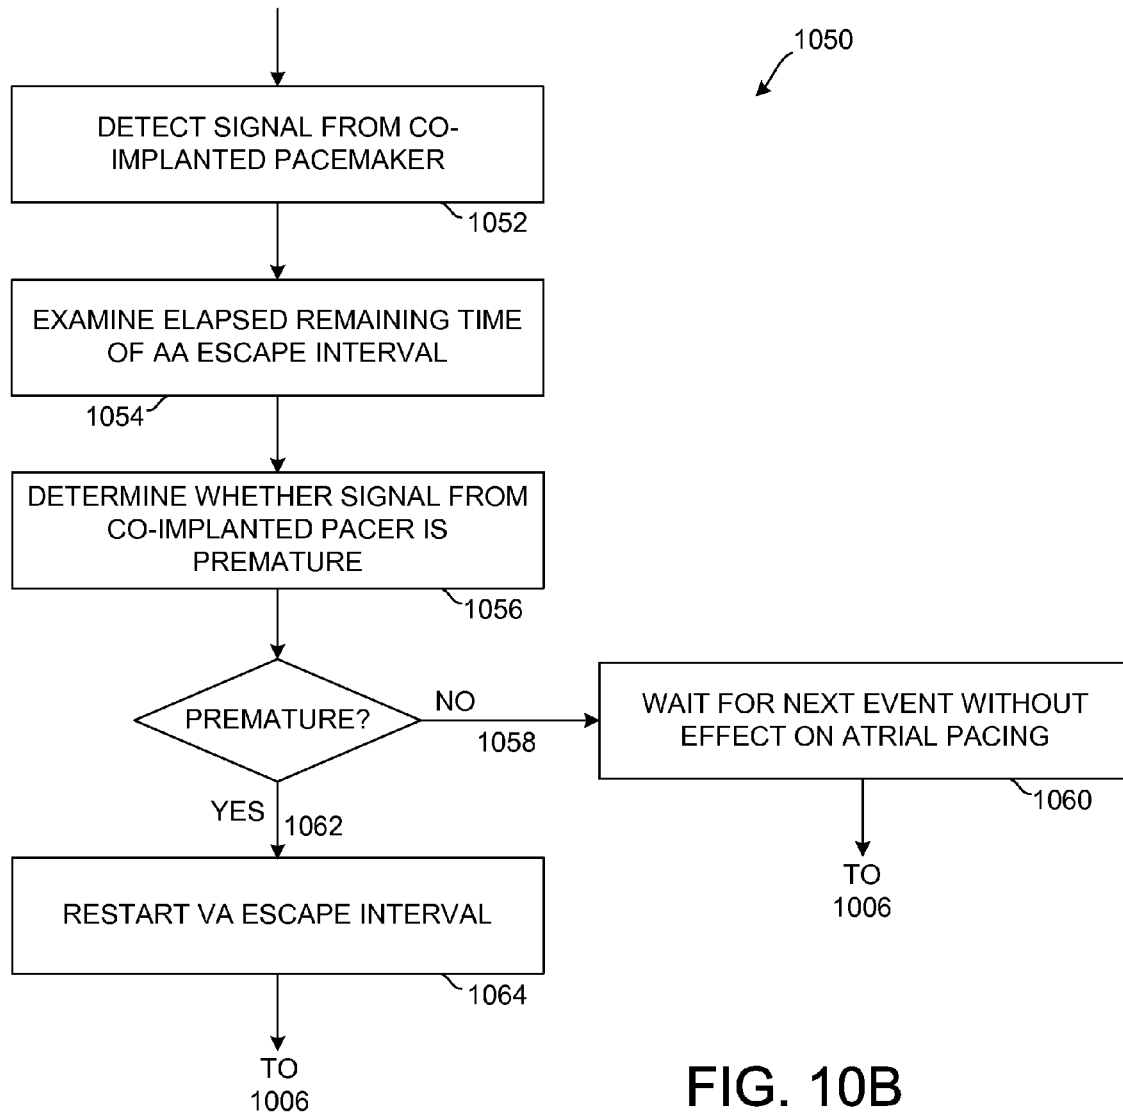 1050
DETECT SIGNAL FROM CO-
IMPLANTED PACEMAKER
1052
EXAMINE ELAPSED REMAINING TIME
OF AA ESCAPE INTERVAL
1054
DETERMINE WHETHER SIGNAL FROM
CO-IMPLANTED PACER IS
PREMATURE
1056
PREMATURE?
NO
1058
WAIT FOR NEXT EVENT WITHOUT
EFFECT ON ATRIAL PACING
1060
TO
1006
YES
1062
RESTART VA ESCAPE INTERVAL
1064
TO
1006
FIG. 10B